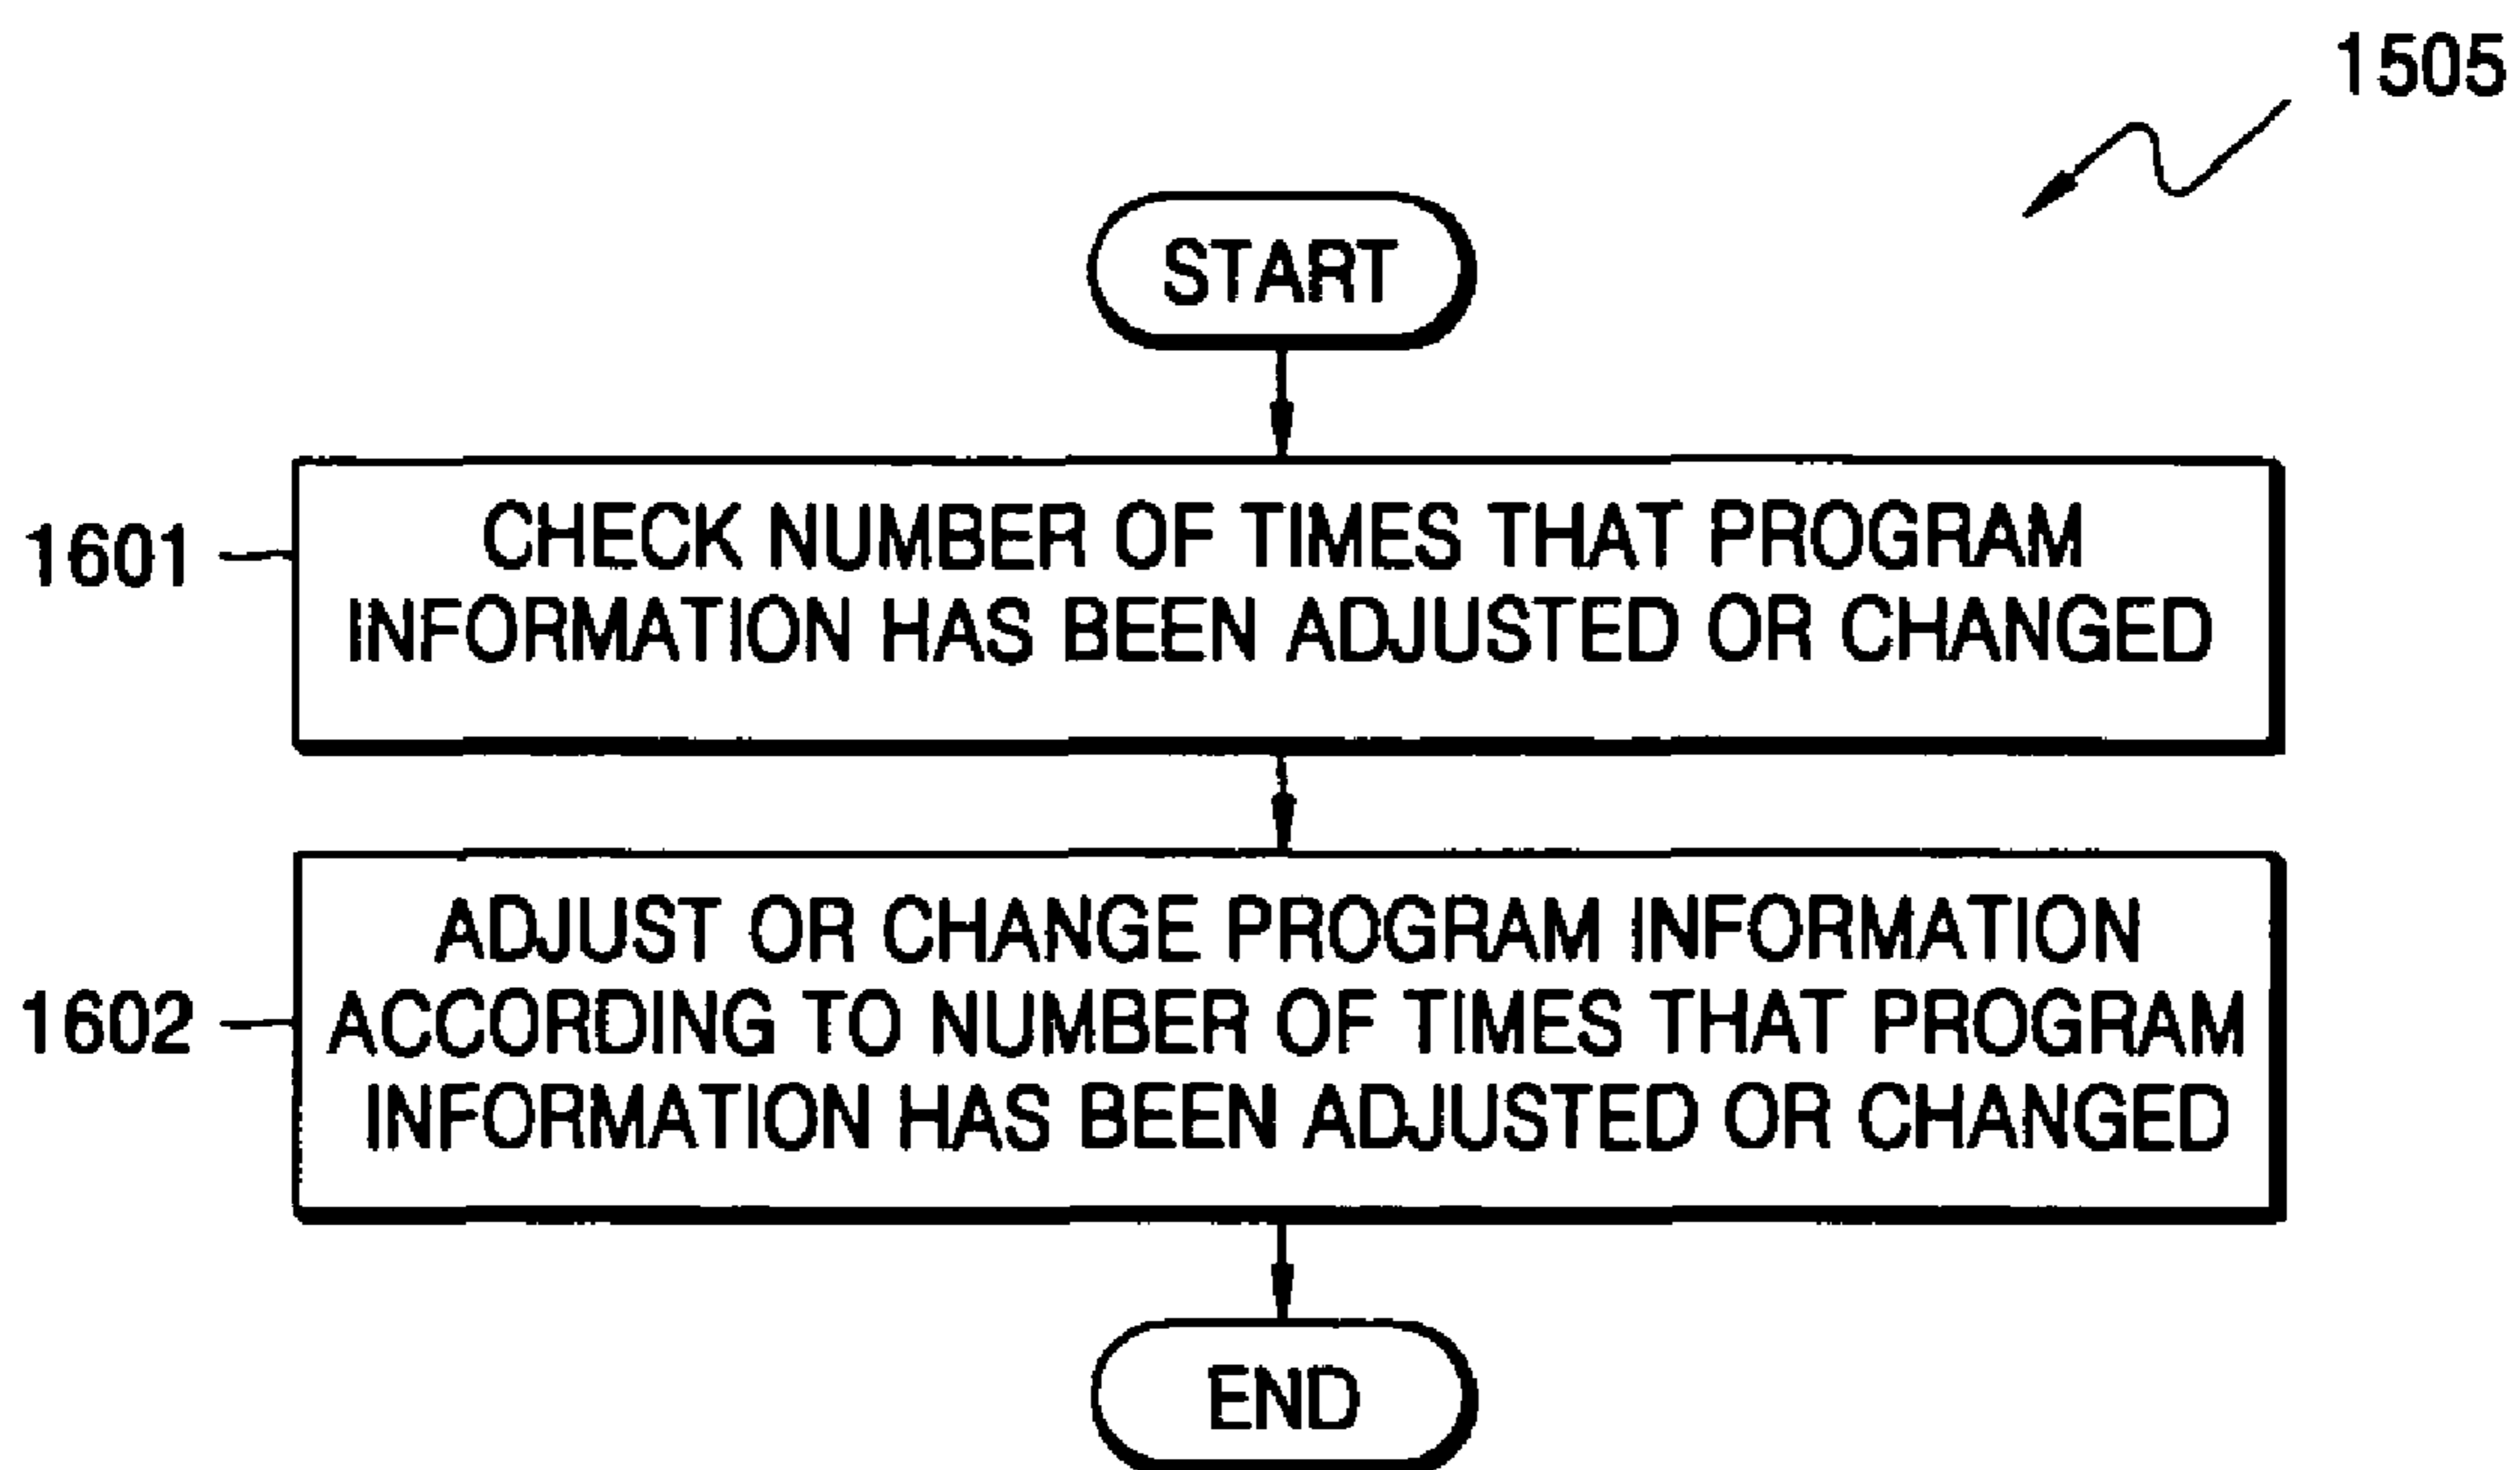 1505
START
1601
CHECK NUMBER OF TIMES THAT PROGRAM
INFORMATION HAS BEEN ADJUSTED OR CHANGED
1602
ADJUST OR CHANGE PROGRAM INFORMATION
ACCORDING TO NUMBER OF TIMES THAT PROGRAM
INFORMATION HAS BEEN ADJUSTED OR CHANGED
END